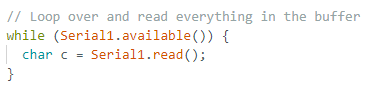 // Loop over and read everything in the buffer
while (Serial1.available()) {
  char c = Serial1.read();
}